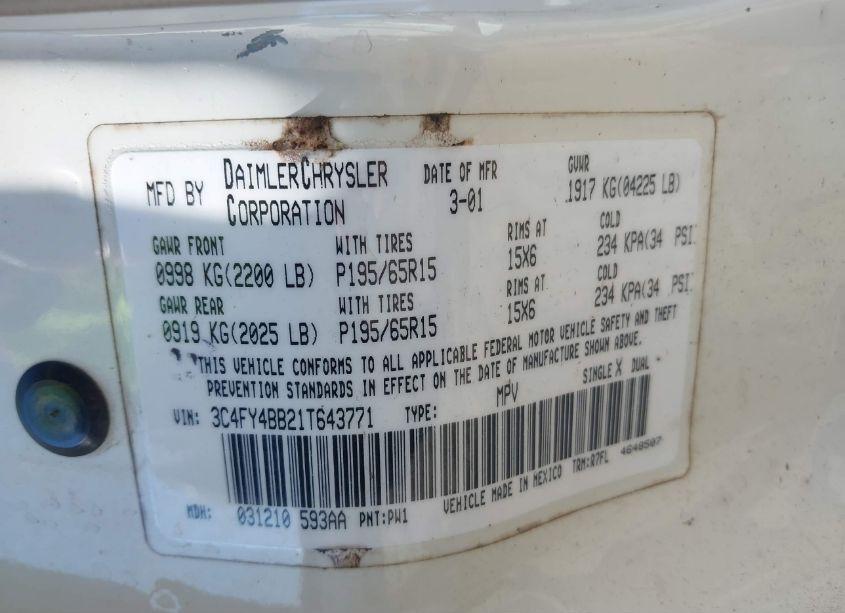 MFD BY DAIMLERCHRYSLER CORPORATION
DATE OF MFR 3-01
GVWR 1917 KG(04225 LB)
GAWR FRONT WITH TIRES RIMS AT COLD
0998 KG(2200 LB) P195/65R15 15X6 234 KPA(34 PSI)
GAWR REAR WITH TIRES RIMS AT COLD
0919 KG(2025 LB) P195/65R15 15X6 234 KPA(34 PSI)
THIS VEHICLE CONFORMS TO ALL APPLICABLE FEDERAL MOTOR VEHICLE SAFETY AND THEFT
PREVENTION STANDARDS IN EFFECT ON THE DATE OF MANUFACTURE SHOWN ABOVE.
VIN: 3C4FY4BB21T643771 TYPE: MPV SINGLE X DUAL -
MDH: 031210 593AA PNT:PW1 VEHICLE MADE IN MEXICO TRM:R7FL 4648507